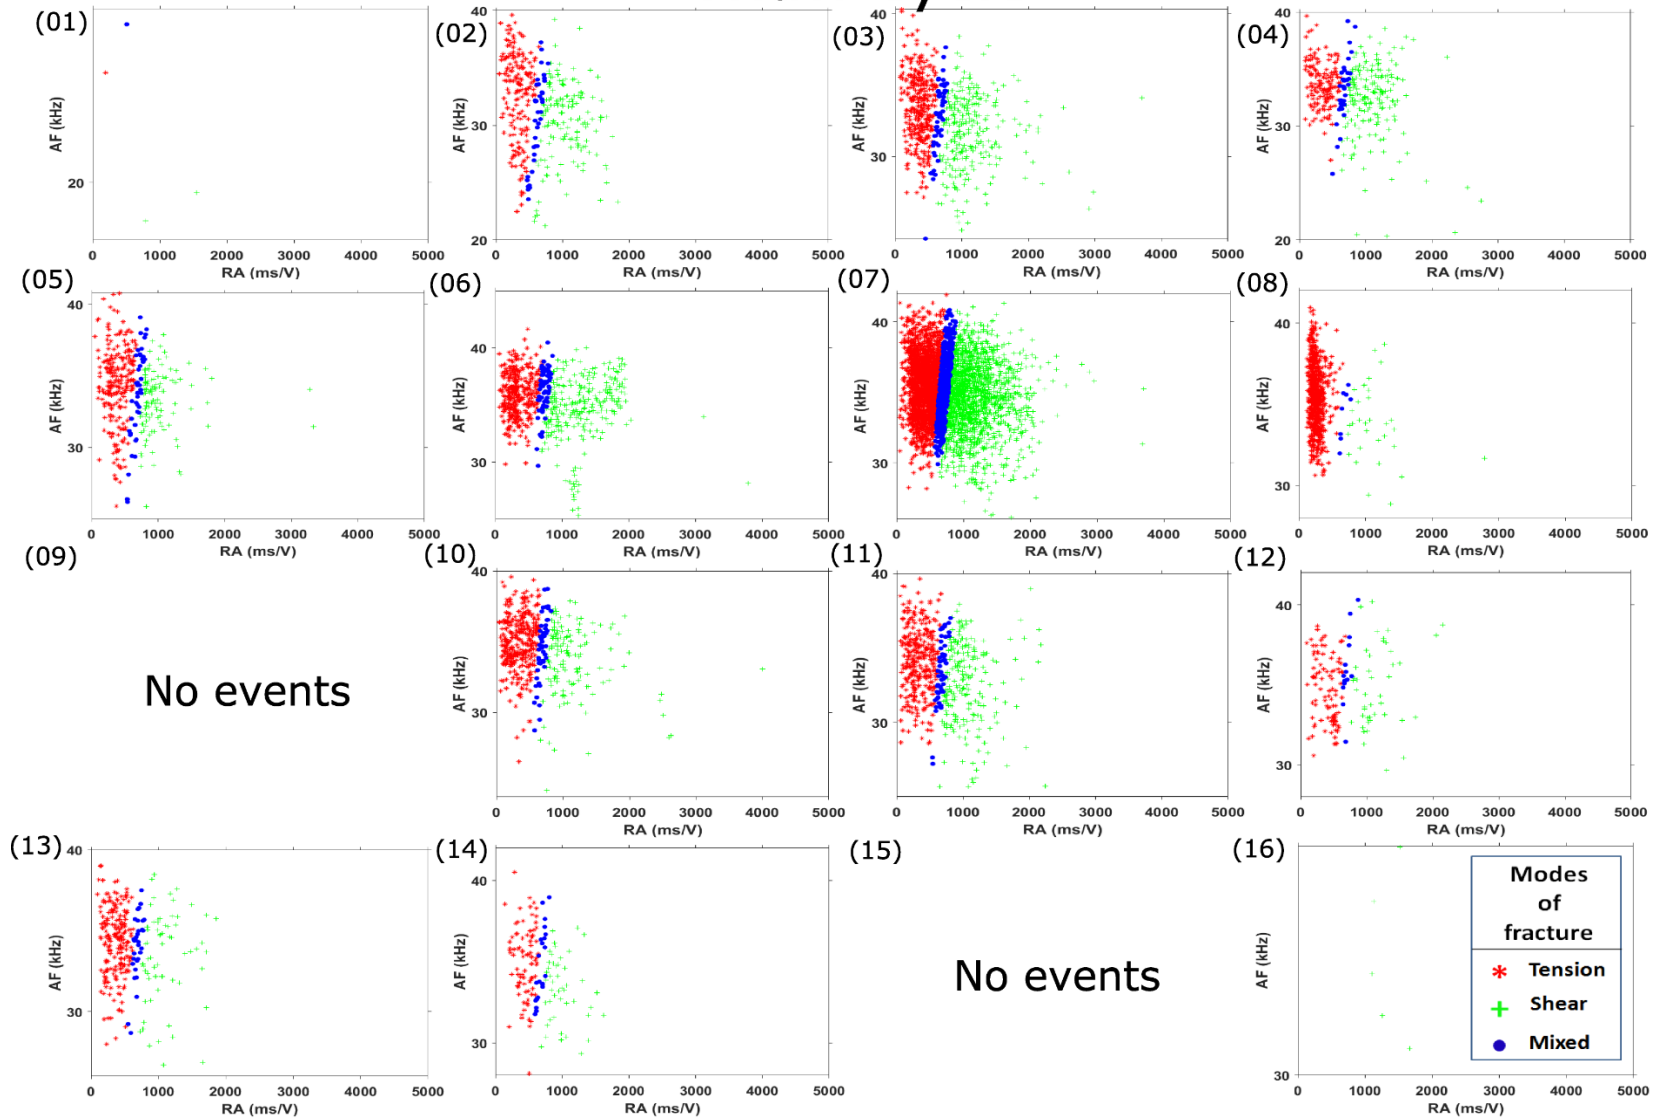 (01)
AF (kHz)
20
0 1000 2000 3000 4000 5000
RA (ms/V)
(02)
40
AF (kHz)
30
20
0 1000 2000 3000 4000 5000
RA (ms/V)
(03)
40
AF (kHz)
30
0 1000 2000 3000 4000 5000
RA (ms/V)
(04)
40
AF (kHz)
30
20
0 1000 2000 3000 4000 5000
RA (ms/V)
(05)
40
AF (kHz)
30
0 1000 2000 3000 4000 5000
RA (ms/V)
(06)
40
AF (kHz)
30
0 1000 2000 3000 4000 5000
RA (ms/V)
(07)
40
AF (kHz)
30
0 1000 2000 3000 4000 5000
RA (ms/V)
(08)
40
AF (kHz)
30
0 1000 2000 3000 4000 5000
RA (ms/V)
(09)
No events
(10)
40
AF (kHz)
30
0 1000 2000 3000 4000 5000
RA (ms/V)
(11)
40
AF (kHz)
30
0 1000 2000 3000 4000 5000
RA (ms/V)
(12)
40
AF (kHz)
30
0 1000 2000 3000 4000 5000
RA (ms/V)
(13)
40
AF (kHz)
30
0 1000 2000 3000 4000 5000
RA (ms/V)
(14)
40
AF (kHz)
30
0 1000 2000 3000 4000 5000
RA (ms/V)
(15)
No events
(16)
AF (kHz)
30
0 1000 2000 3000 4000 5000
RA (ms/V)
Modes
of
fracture
Tension
Shear
Mixed